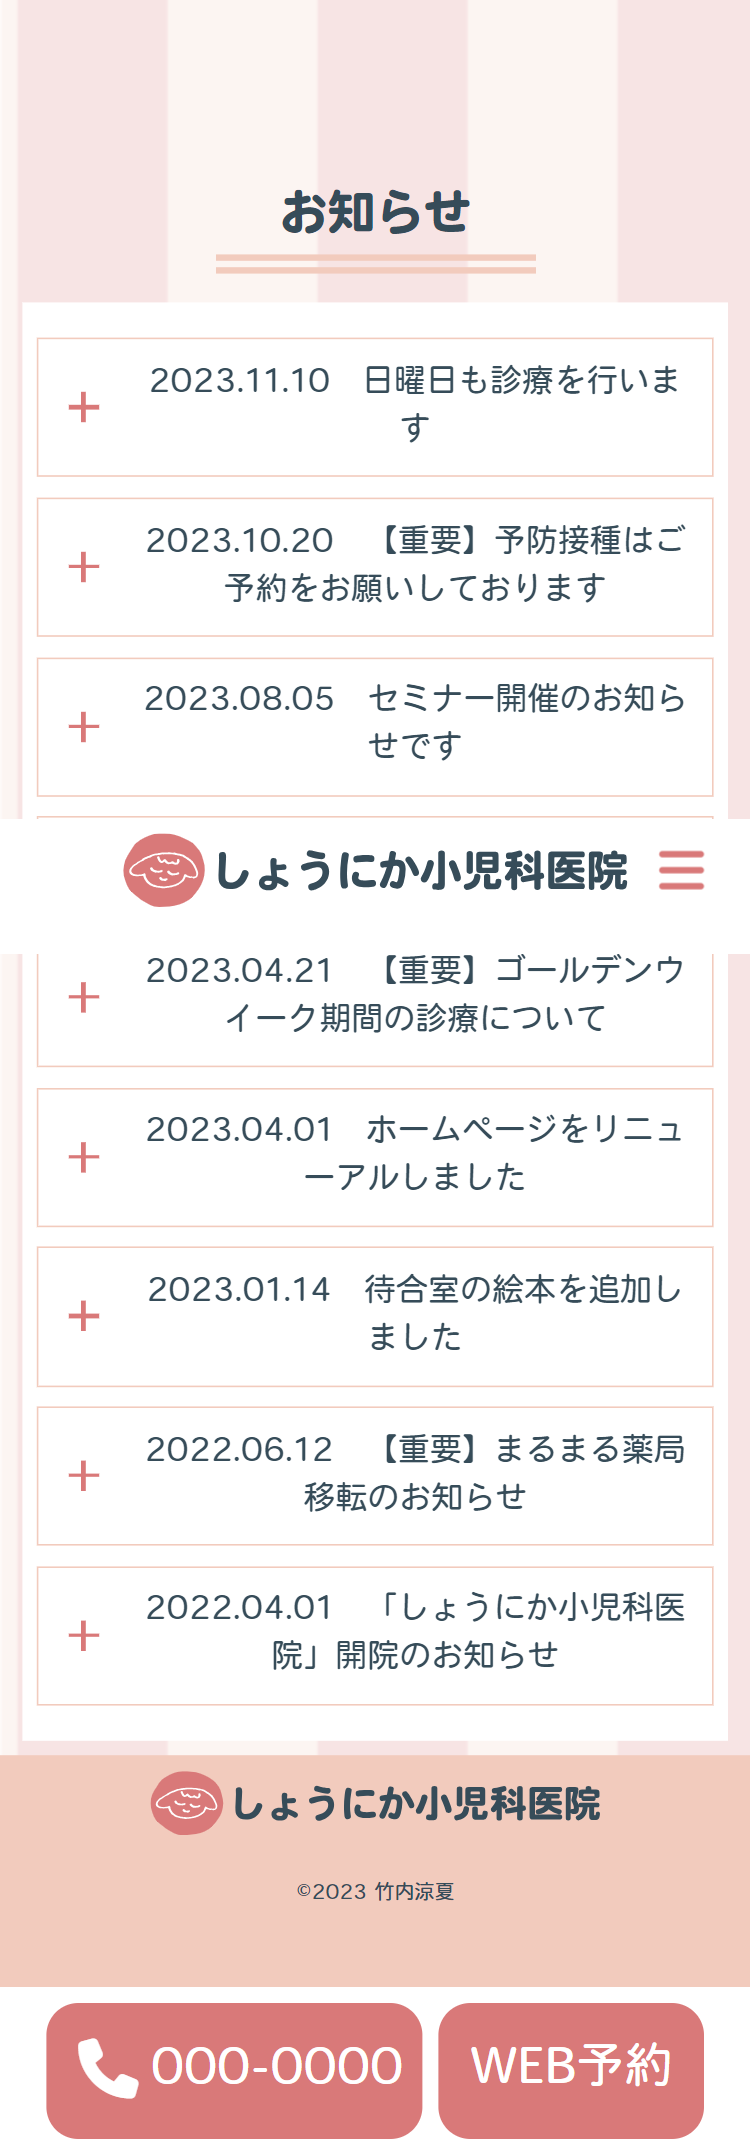 お知らせ
2023.11.10　日曜日も診療を行いま
す
2023.10.20　【重要】予防接種はご
予約をお願いしております
2023.08.05　セミナー開催のお知ら
せです
しょうにか小児科医院
2023.04.21　【重要】ゴールデンウ
イーク期間の診療について
2023.04.01　ホームページをリニュ
ーアルしました
2023.01.14　待合室の絵本を追加し
ました
2022.06.12　【重要】まるまる薬局
移転のお知らせ
2022.04.01　「しょうにか小児科医
院」開院のお知らせ
しょうにか小児科医院
©2023 竹内涼夏
000-0000
WEB予約